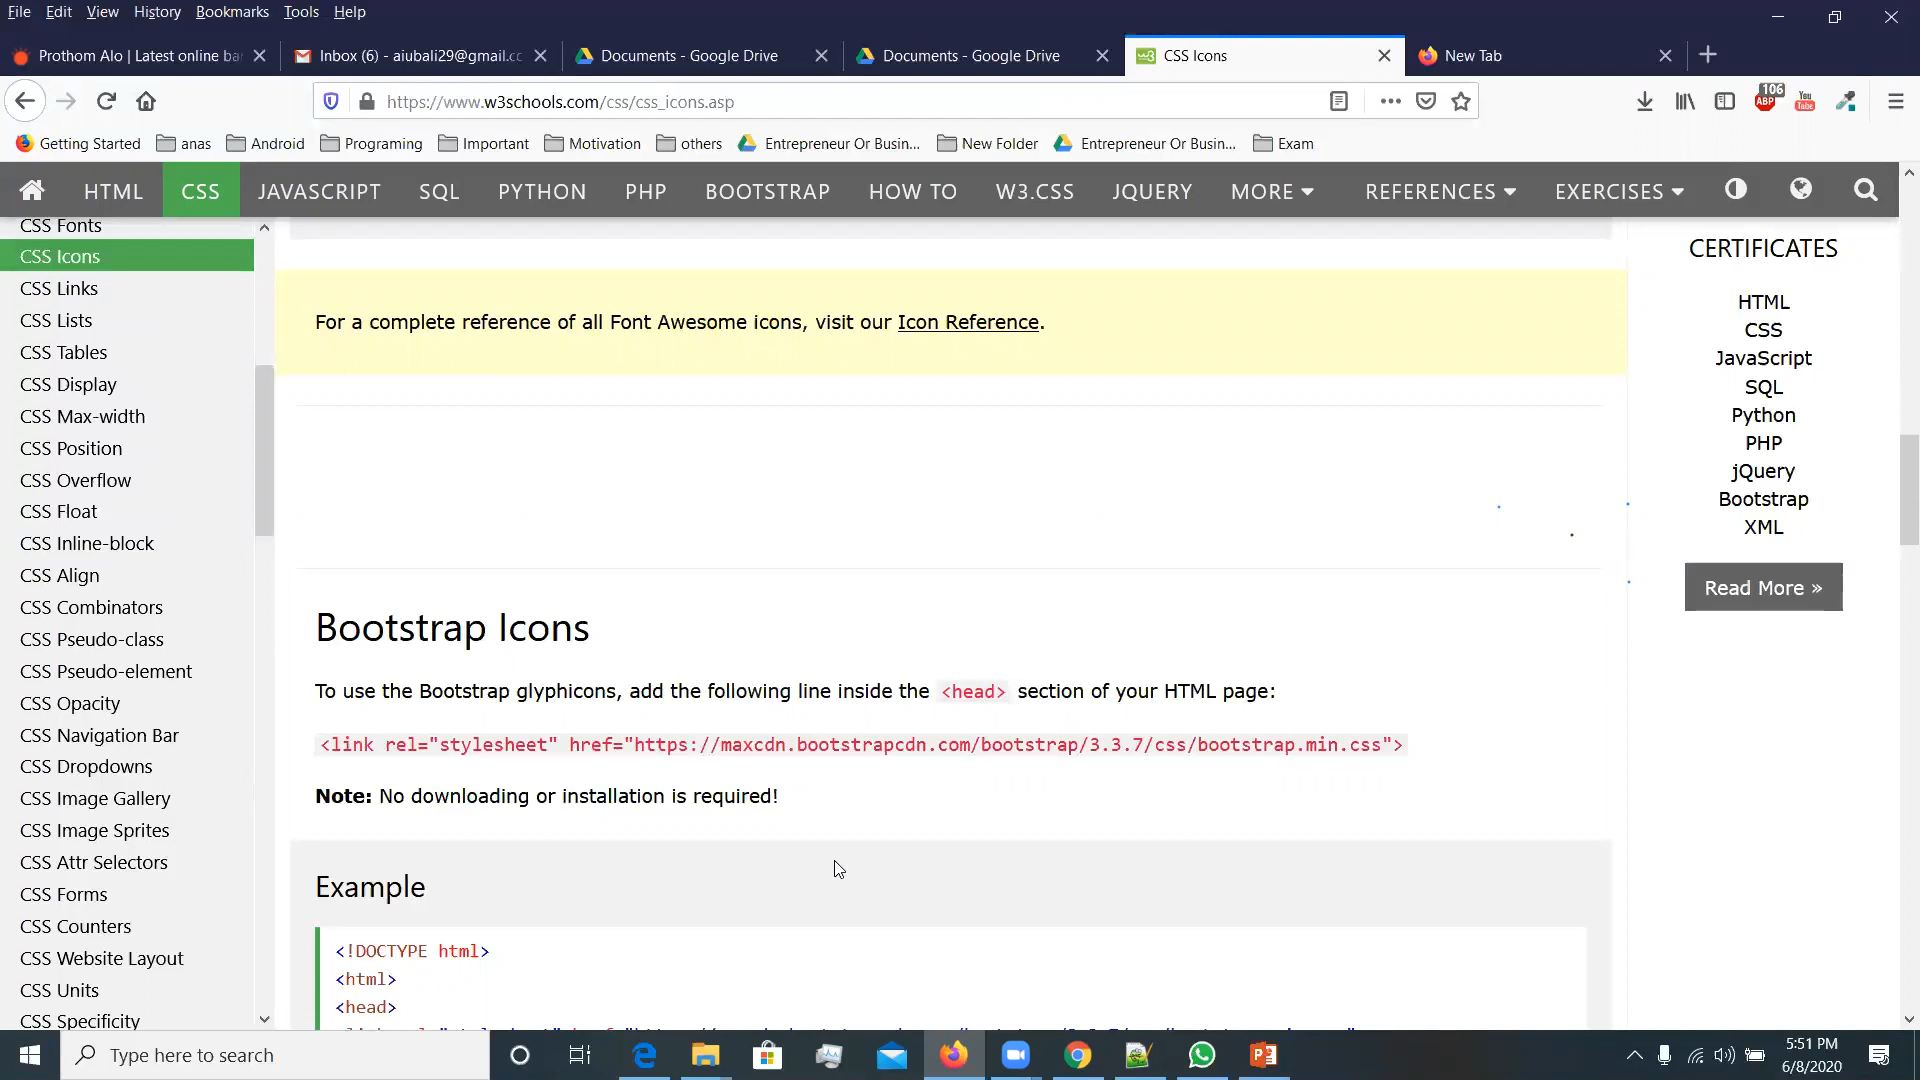 File Edit View History Bookmarks Tools Help
Prothom Alo | Latest online ba
Inbox (6) - aiubali29@gmail.cc
Documents - Google Drive
Documents - Google Drive
CSS Icons
New Tab
https://www.w3schools.com/css/css_icons.asp
106
ABP
You
Tube
Getting Started anas Android Programing Important Motivation others Entrepreneur Or Busin... New Folder Entrepreneur Or Busin... Exam
HTML CSS JAVASCRIPT SQL PYTHON PHP BOOTSTRAP HOW TO W3.CSS JQUERY MORE REFERENCES EXERCISES
CSS Fonts
CSS Icons
CSS Links
CSS Lists
CSS Tables
CSS Display
CSS Max-width
CSS Position
CSS Overflow
CSS Float
CSS Inline-block
CSS Align
CSS Combinators
CSS Pseudo-class
CSS Pseudo-element
CSS Opacity
CSS Navigation Bar
CSS Dropdowns
CSS Image Gallery
CSS Image Sprites
CSS Attr Selectors
CSS Forms
CSS Counters
CSS Website Layout
CSS Units
CSS Specificity
For a complete reference of all Font Awesome icons, visit our Icon Reference.
Bootstrap Icons
To use the Bootstrap glyphicons, add the following line inside the <head> section of your HTML page:
<link rel="stylesheet" href="https://maxcdn.bootstrapcdn.com/bootstrap/3.3.7/css/bootstrap.min.css">
Note: No downloading or installation is required!
Example
<!DOCTYPE html>
<html>
<head>
CERTIFICATES
HTML
CSS
JavaScript
SQL
Python
PHP
jQuery
Bootstrap
XML
Read More »
Type here to search
5:51 PM
6/8/2020